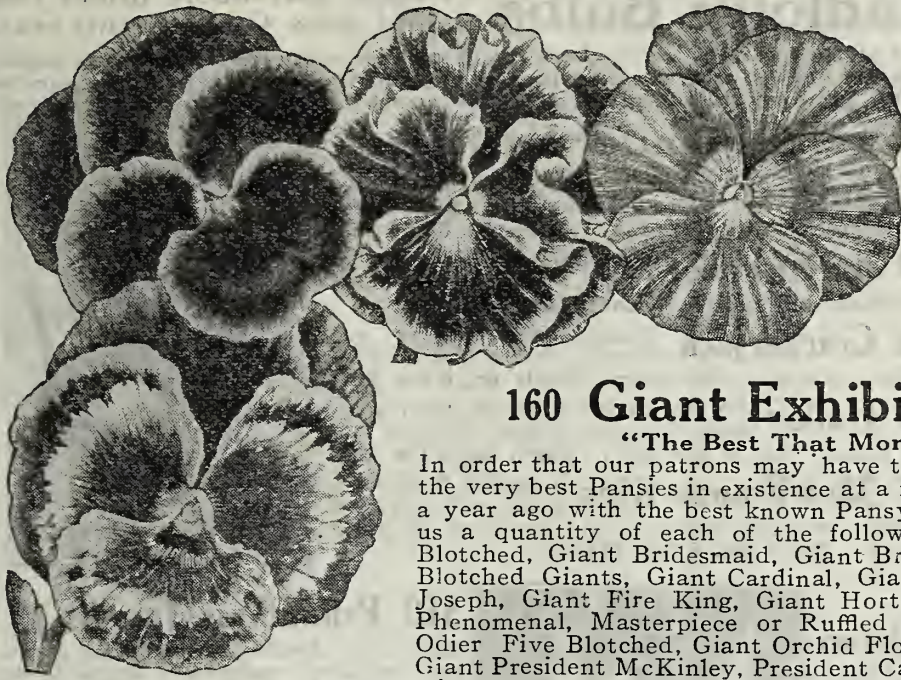 160 Giant Exhibi
"The Best That Mon
In order that our patrons may have t
the very best Pansies in existence at a
a year ago with the best known Pansy
us a quantity of each of the follow
Blotched, Giant Bridesmaid, Giant Br
Blotched Giants, Giant Cardinal, Gia
Joseph, Giant Fire King, Giant Hort
Phenomenal, Masterpiece or Ruffled
Odier Five Blotched, Giant Orchid Flo
Giant President McKinley, President Ca